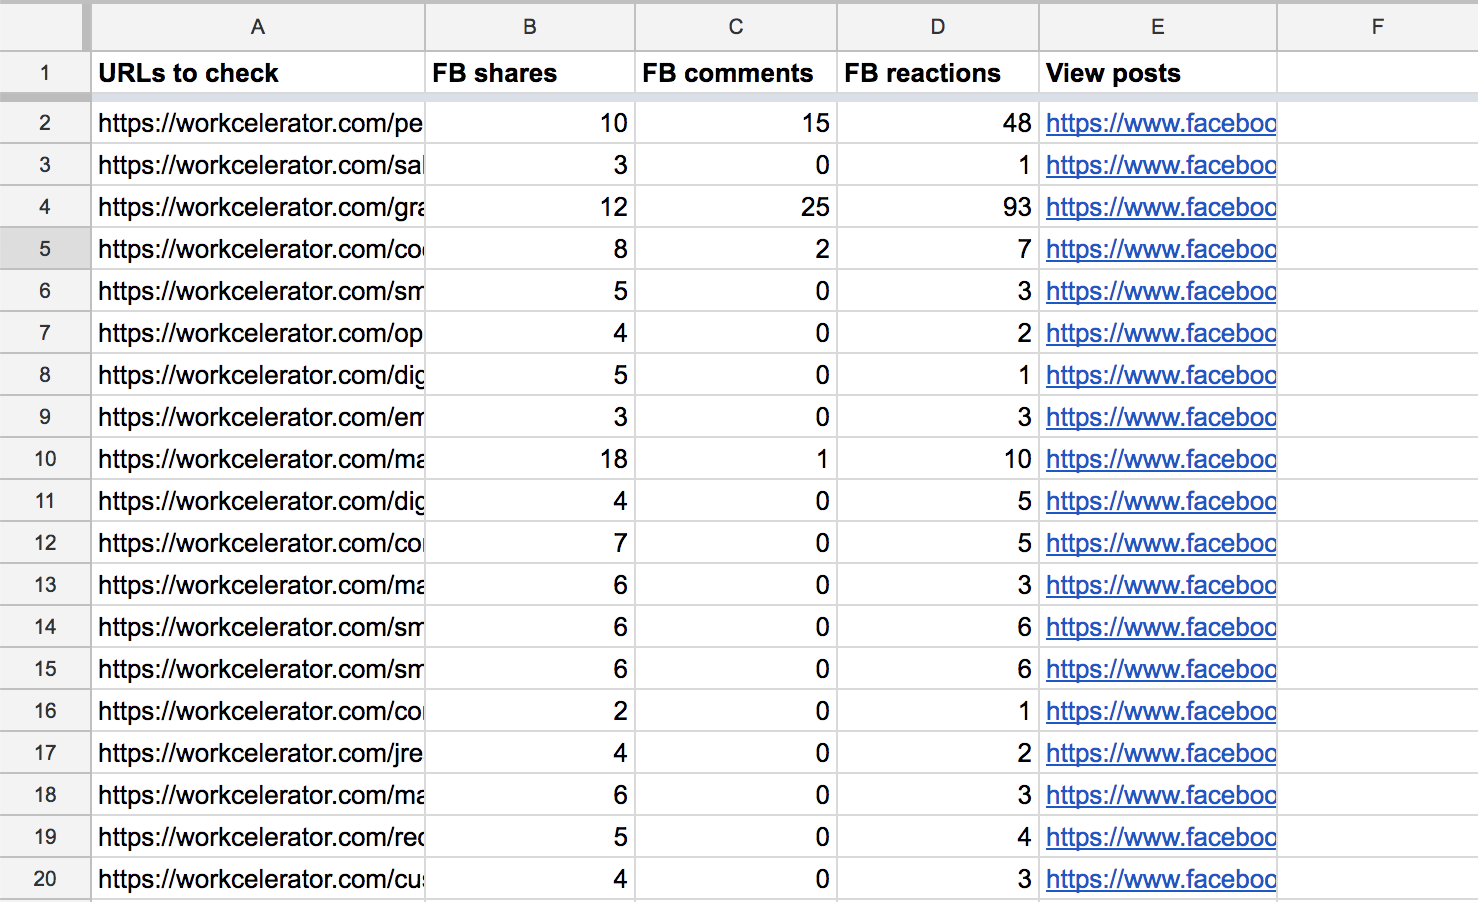 A B C D E F
1 URLs to check FB shares FB comments FB reactions View posts
2 https://workcelerator.com/pe 10 15 48 https://www.faceboo
3 https://workcelerator.com/sal 3 0 1 https://www.faceboo
4 https://workcelerator.com/gra 12 25 93 https://www.faceboo
5 https://workcelerator.com/coo 8 2 7 https://www.faceboo
6 https://workcelerator.com/sm 5 0 3 https://www.faceboo
7 https://workcelerator.com/op 4 0 2 https://www.faceboo
8 https://workcelerator.com/dig 5 0 1 https://www.faceboo
9 https://workcelerator.com/em 3 0 3 https://www.faceboo
10 https://workcelerator.com/ma 18 1 10 https://www.faceboo
11 https://workcelerator.com/dig 4 0 5 https://www.faceboo
12 https://workcelerator.com/co 7 0 5 https://www.faceboo
13 https://workcelerator.com/ma 6 0 3 https://www.faceboo
14 https://workcelerator.com/sm 6 0 6 https://www.faceboo
15 https://workcelerator.com/sm 6 0 6 https://www.faceboo
16 https://workcelerator.com/co 2 0 1 https://www.faceboo
17 https://workcelerator.com/jre 4 0 2 https://www.faceboo
18 https://workcelerator.com/ma 6 0 3 https://www.faceboo
19 https://workcelerator.com/rec 5 0 4 https://www.faceboo
20 https://workcelerator.com/cus 4 0 3 https://www.faceboo